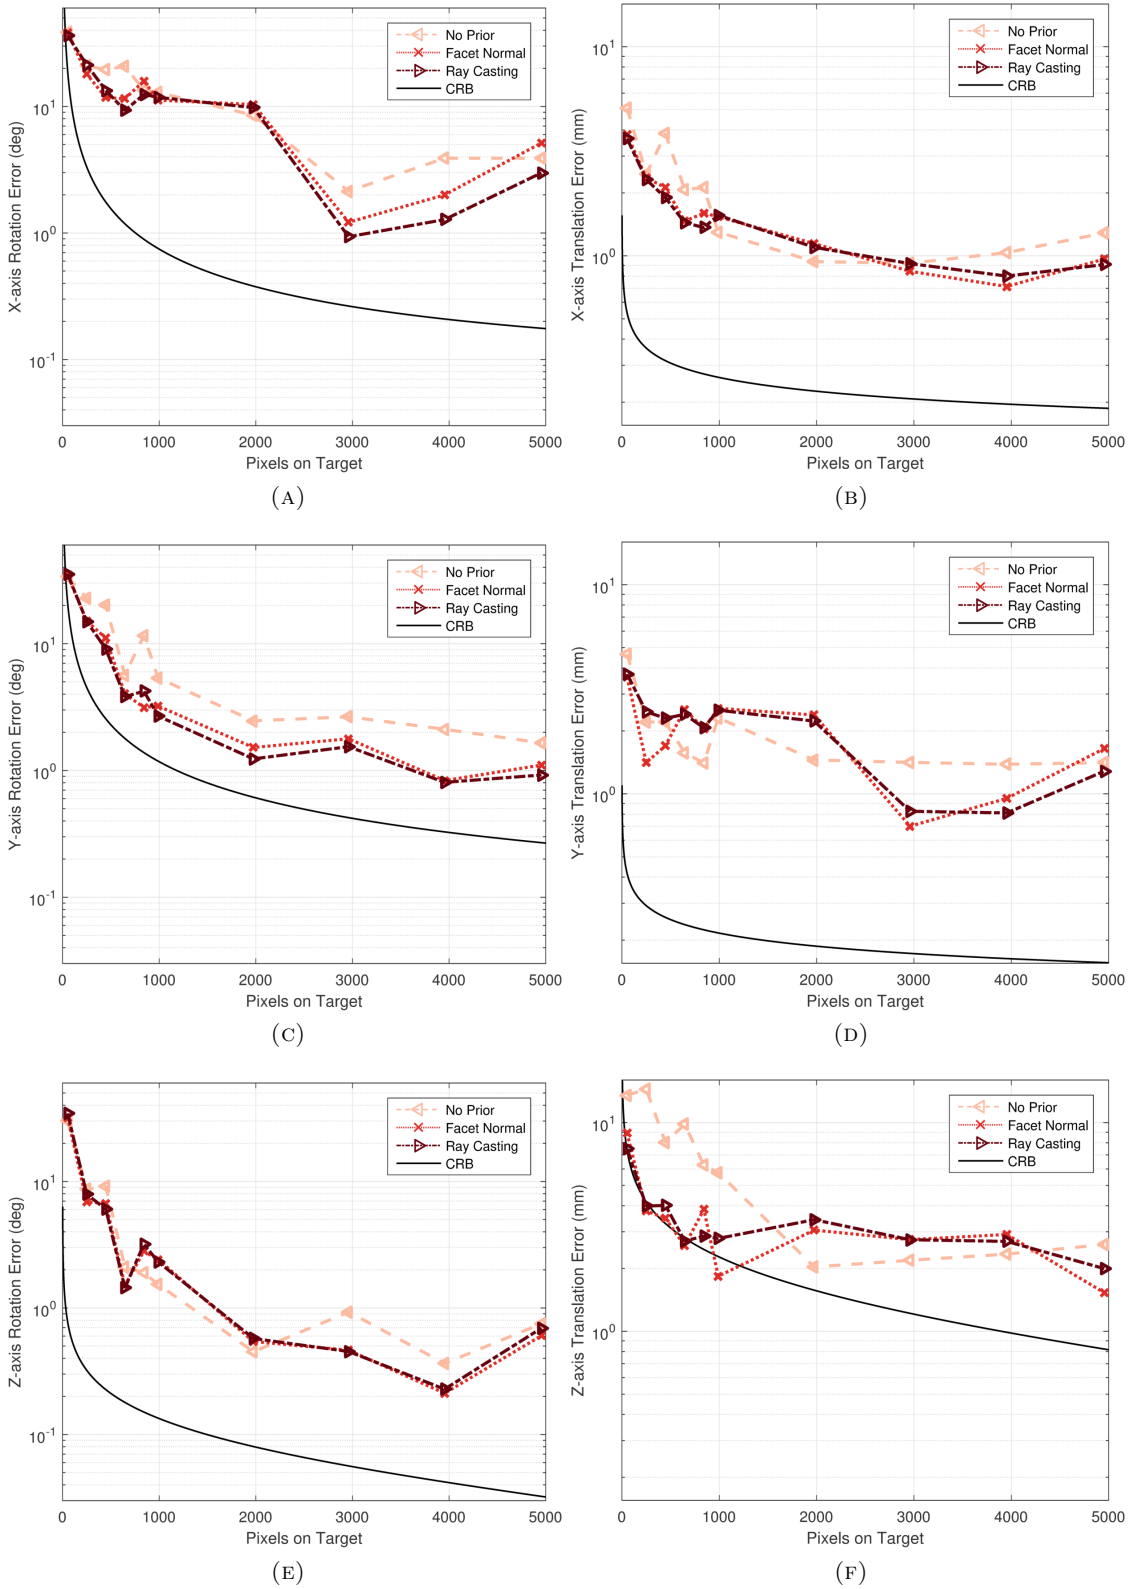 No Prior
Facet Normal
Ray Casting
CRB
10^1
10^0
10^-1
X-axis Rotation Error (deg)
0 1000 2000 3000 4000 5000
Pixels on Target
(A)
No Prior
Facet Normal
Ray Casting
CRB
10^1
10^0
X-axis Translation Error (mm)
0 1000 2000 3000 4000 5000
Pixels on Target
(B)
No Prior
Facet Normal
Ray Casting
CRB
10^1
10^0
10^-1
Y-axis Rotation Error (deg)
0 1000 2000 3000 4000 5000
Pixels on Target
(C)
No Prior
Facet Normal
Ray Casting
CRB
10^1
10^0
Y-axis Translation Error (mm)
0 1000 2000 3000 4000 5000
Pixels on Target
(D)
No Prior
Facet Normal
Ray Casting
CRB
10^1
10^0
10^-1
Z-axis Rotation Error (deg)
0 1000 2000 3000 4000 5000
Pixels on Target
(E)
No Prior
Facet Normal
Ray Casting
CRB
10^1
10^0
Z-axis Translation Error (mm)
0 1000 2000 3000 4000 5000
Pixels on Target
(F)